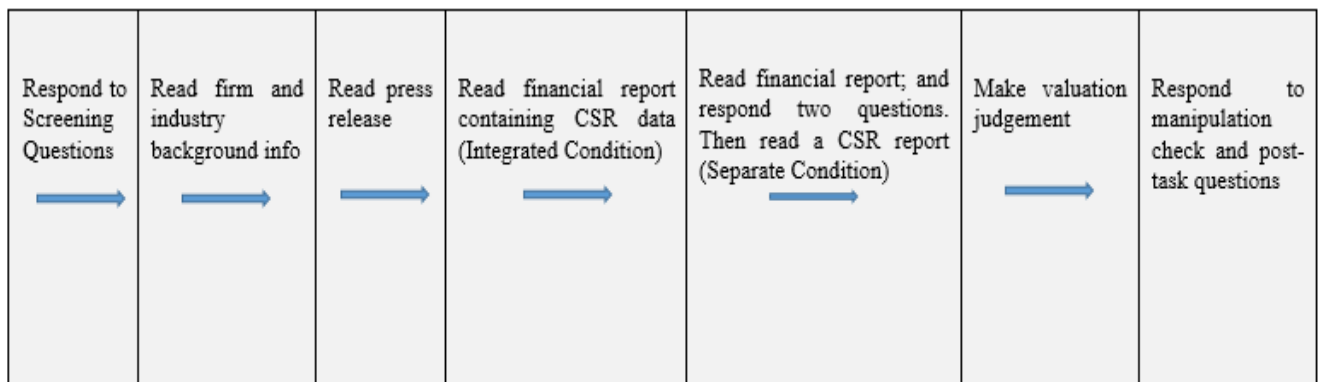 Respond to
Screening
Questions
Read firm and
industry
background info
Read press
release
Read financial report
containing CSR data
(Integrated Condition)
Read financial report; and
respond two questions.
Then read a CSR report
(Separate Condition)
Make valuation
judgement
Respond to
manipulation
check and post-
task questions